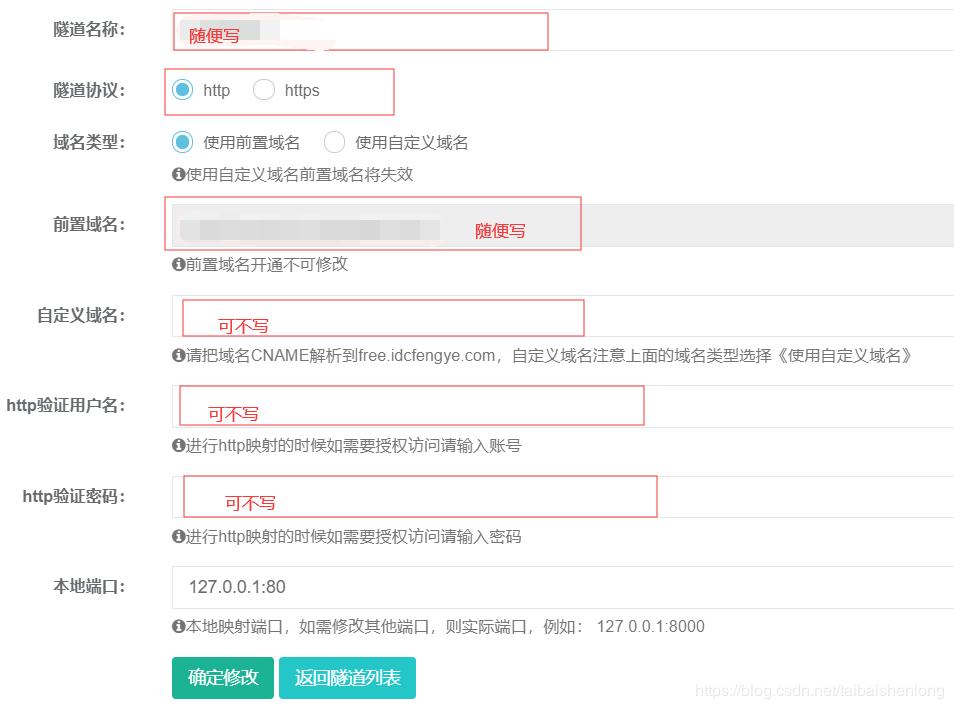 隧道名称：
随便写
隧道协议：
http
https
域名类型：
使用前置域名
使用自定义域名
使用自定义域名前置域名将失效
前置域名：
随便写
前置域名开通不可修改
自定义域名：
可不写
请把域名CNAME解析到free.idcfengye.com，自定义域名注意上面的域名类型选择《使用自定义域名》
http验证用户名：
可不写
进行http映射的时候如需要授权访问请输入账号
http验证密码：
可不写
进行http映射的时候如需要授权访问请输入密码
本地端口：
127.0.0.1:80
本地映射端口，如需修改其他端口，则实际端口，例如： 127.0.0.1:8000
确定修改
返回隧道列表
https://blog.csdn.net/taibaishenlong